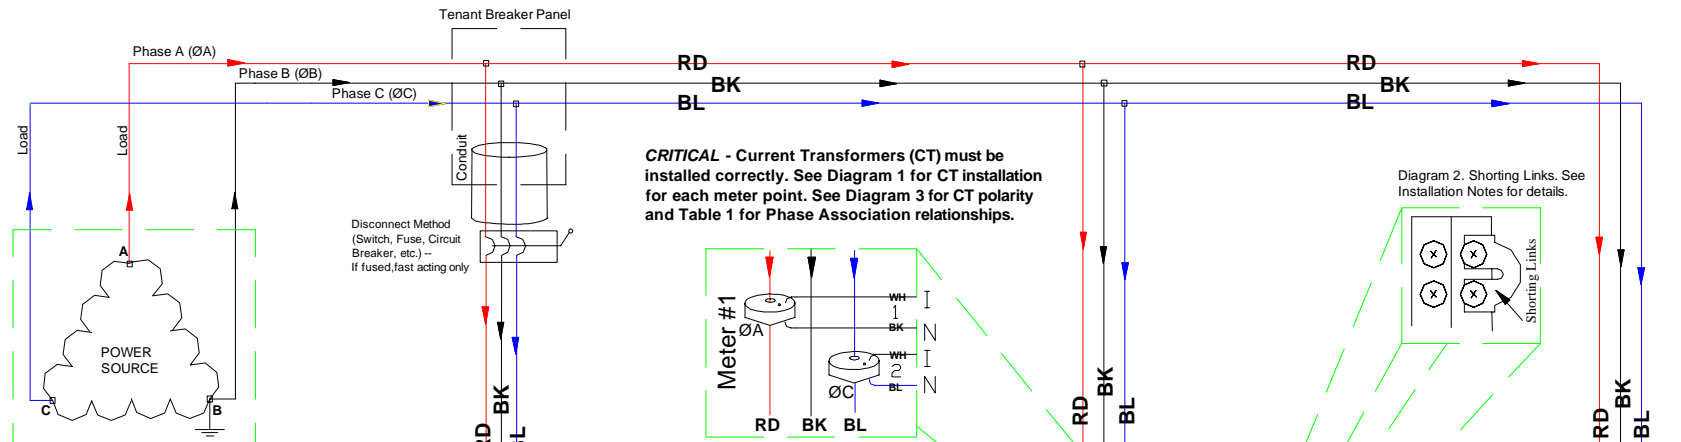 Tenant Breaker Panel
Phase A (ØA)
Phase B (ØB)
Phase C (ØC)
RD
BK
BL
RD
BK
BL
Load
Load
Conduit
CRITICAL - Current Transformers (CT) must be
installed correctly. See Diagram 1 for CT installation
for each meter point. See Diagram 3 for CT polarity
and Table 1 for Phase Association relationships.
Diagram 2. Shorting Links. See
Installation Notes for details.
Shorting Links
Disconnect Method
(Switch, Fuse, Circuit
Breaker, etc.) --
If fused,fast acting only
A
POWER
SOURCE
C
B
Meter #1
ØA
ØC
WH
1
BK
I
N
WH
2
BL
I
N
RD BK BL
RD
BK
BL
RD
BK
BL
RD
BK
BL